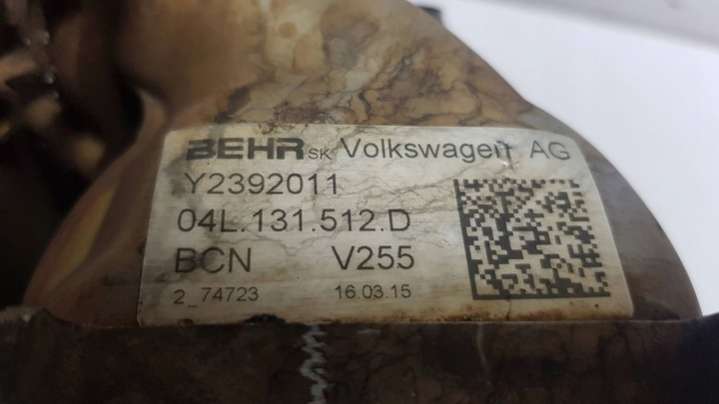 BEHR SK Volkswagen AG
Y2392011
04L.131.512.D
BCN V255
2_74723 16.03.15